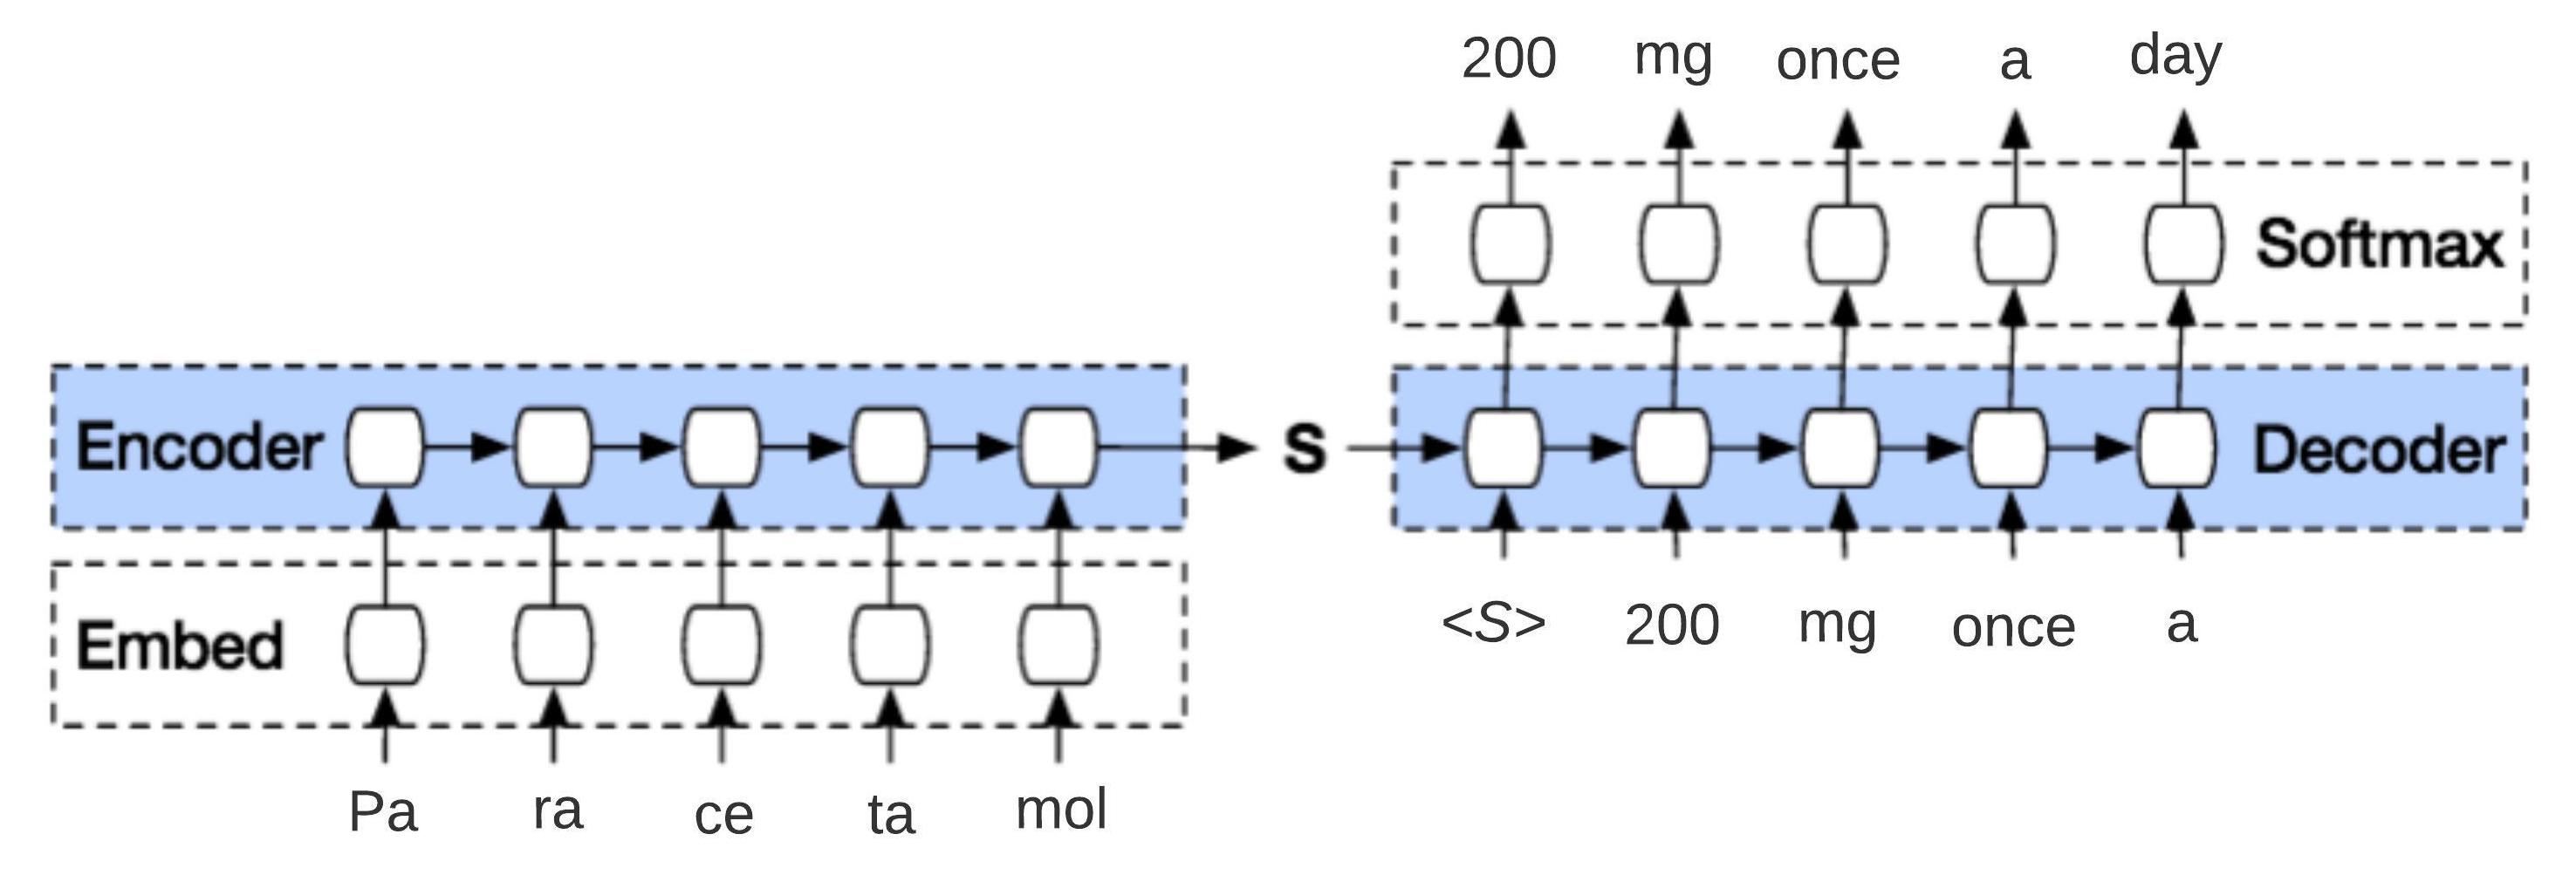 200 mg once a day
Softmax
Encoder S Decoder
Embed <S> 200 mg once a
Pa ra ce ta mol